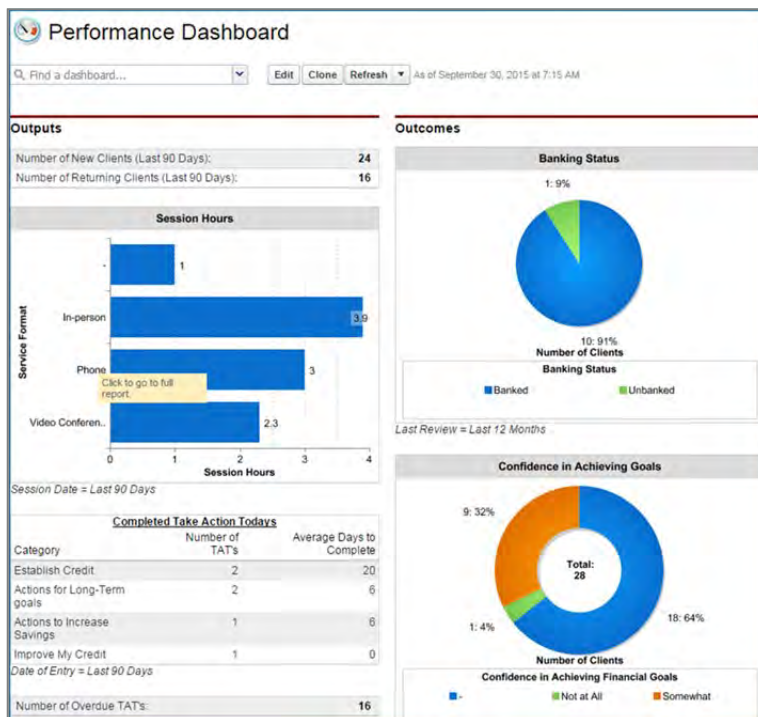 Performance Dashboard
Find a dashboard...
Edit Clone Refresh As of September 30, 2015 at 7:15 AM
Outputs
Number of New Clients (Last 90 Days): 24
Number of Returning Clients (Last 90 Days): 16
Session Hours
Service Format
- 1
In-person 3.9
Phone 3
Click to go to full
report.
Video Conferen.. 2.3
0 1 2 3 4
Session Hours
Session Date = Last 90 Days
Completed Take Action Todays
Category Number of TAT's Average Days to Complete
Establish Credit 2 20
Actions for Long-Term 2 6
goals
Actions to Increase 1 6
Savings
Improve My Credit 1 0
Date of Entry = Last 90 Days
Number of Overdue TAT's: 16
Outcomes
Banking Status
1: 9%
10: 91%
Number of Clients
Banking Status
Banked Unbanked
Last Review = Last 12 Months
Confidence in Achieving Goals
9: 32%
Total:
28
1: 4%
18: 64%
Number of Clients
Confidence in Achieving Financial Goals
- Not at All Somewhat